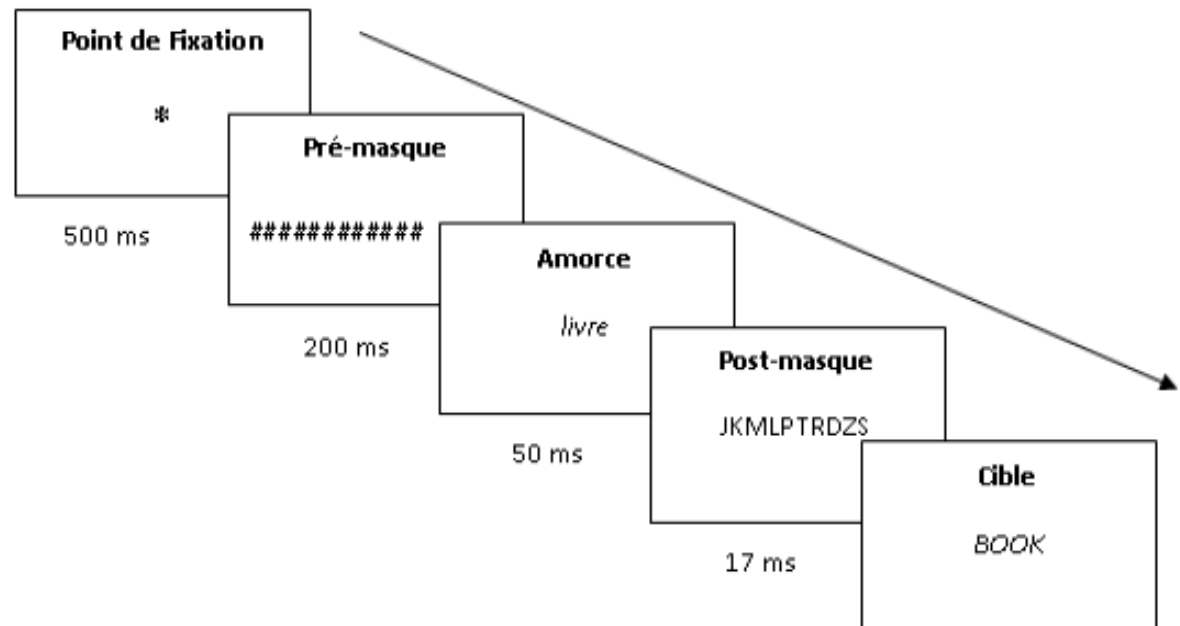 Point de Fixation
*
500 ms
Pré-masque
############
200 ms
Amorce
livre
50 ms
Post-masque
JKMLPTRDZS
17 ms
Cible
BOOK